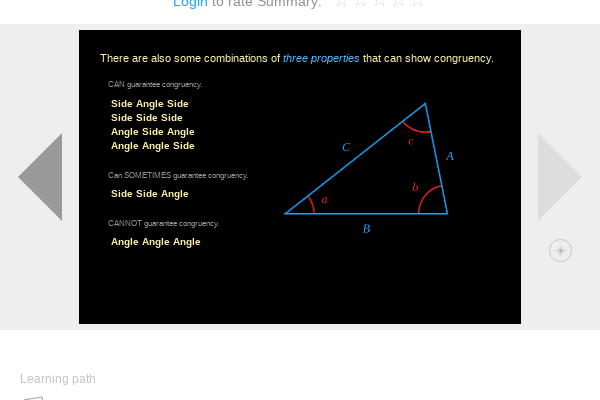 Login to rate Summary:
There are also some combinations of three properties that can show congruency.
CAN guarantee congruency.
Side Angle Side
Side Side Side
Angle Side Angle
Angle Angle Side
Can SOMETIMES guarantee congruency.
Side Side Angle
CANNOT guarantee congruency.
Angle Angle Angle
C
c
A
b
a
B
Learning path